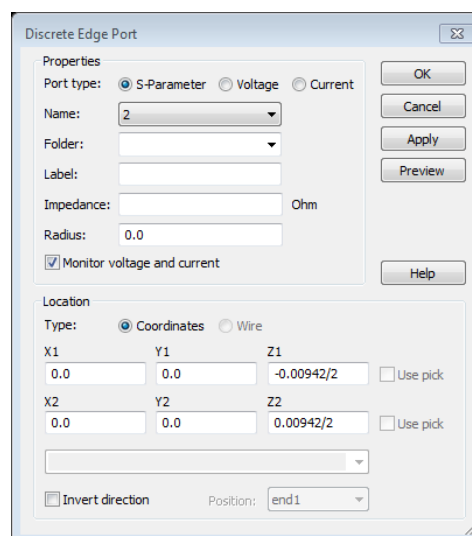 Discrete Edge Port
Properties
Port type: S-Parameter Voltage Current
OK
Name: 2
Cancel
Folder:
Apply
Label:
Preview
Impedance: Ohm
Radius: 0.0
Monitor voltage and current
Help
Location
Type: Coordinates Wire
X1 Y1 Z1
0.0 0.0 -0.00942/2 Use pick
X2 Y2 Z2
0.0 0.0 0.00942/2 Use pick
Invert direction Position: end1